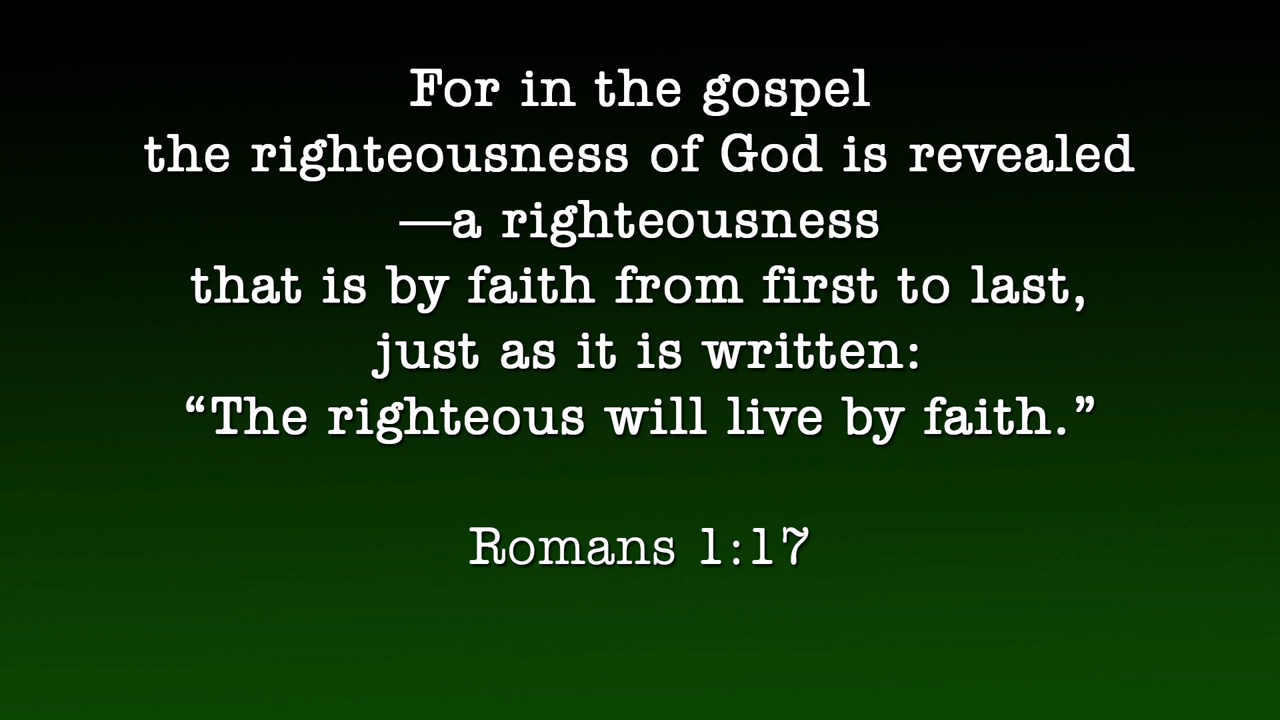 For in the gospel
the righteousness of God is revealed
—a righteousness
that is by faith from first to last,
just as it is written:
“The righteous will live by faith.”
Romans 1:17